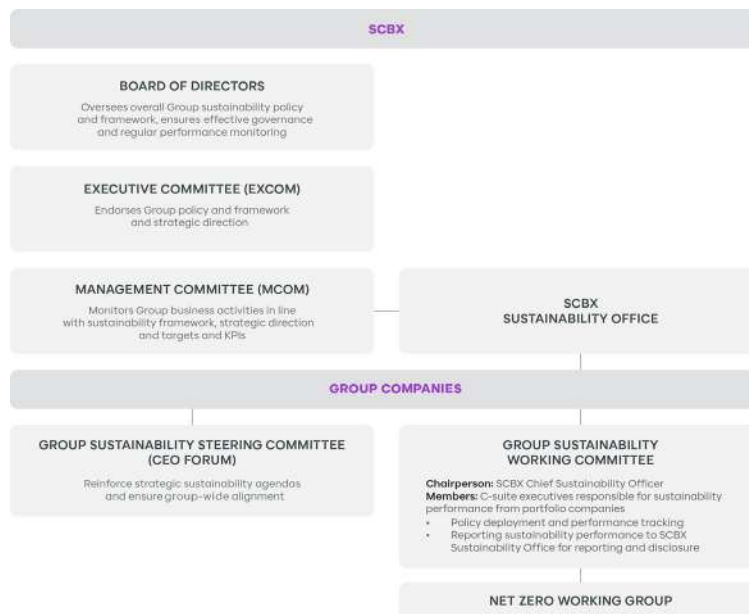 SCBX
BOARD OF DIRECTORS
Oversees overall Group sustainability policy
and framework, ensures effective governance
and regular performance monitoring
EXECUTIVE COMMITTEE (EXCOM)
Endorses Group policy and framework
and strategic direction
MANAGEMENT COMMITTEE (MCOM)
Monitors Group business activities in line
with sustainability framework, strategic direction
and targets and KPIs
SCBX
SUSTAINABILITY OFFICE
GROUP COMPANIES
GROUP SUSTAINABILITY STEERING COMMITTEE
(CEO FORUM)
Reinforce strategic sustainability agendas
and ensure group-wide alignment
GROUP SUSTAINABILITY
WORKING COMMITTEE
Chairperson: SCBX Chief Sustainability Officer
Members: C-suite executives responsible for sustainability
performance from portfolio companies
• Policy deployment and performance tracking
• Reporting sustainability performance to SCBX
Sustainability Office for reporting and disclosure
NET ZERO WORKING GROUP